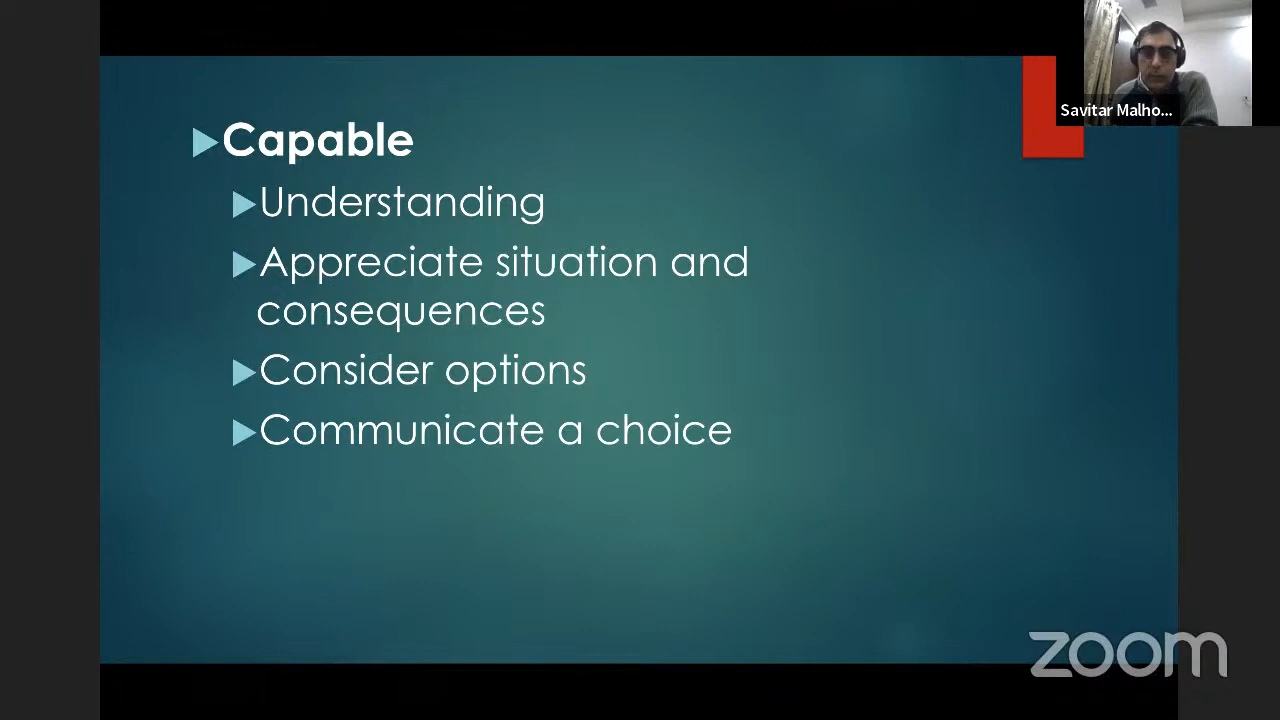 Capable
Understanding
Appreciate situation and
consequences
Consider options
Communicate a choice
Savitar Malho...
zoom